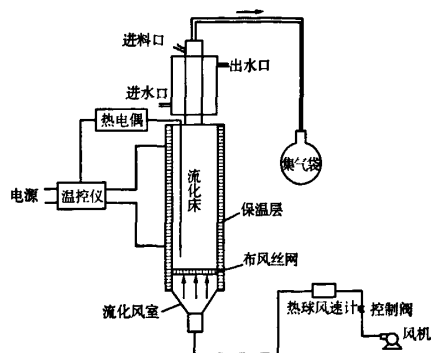 进料口
出水口
进水口
热电偶
集气袋
流化床
电源
温控仪
保温层
布风丝网
流化风室
热球风速计
控制阀
风机